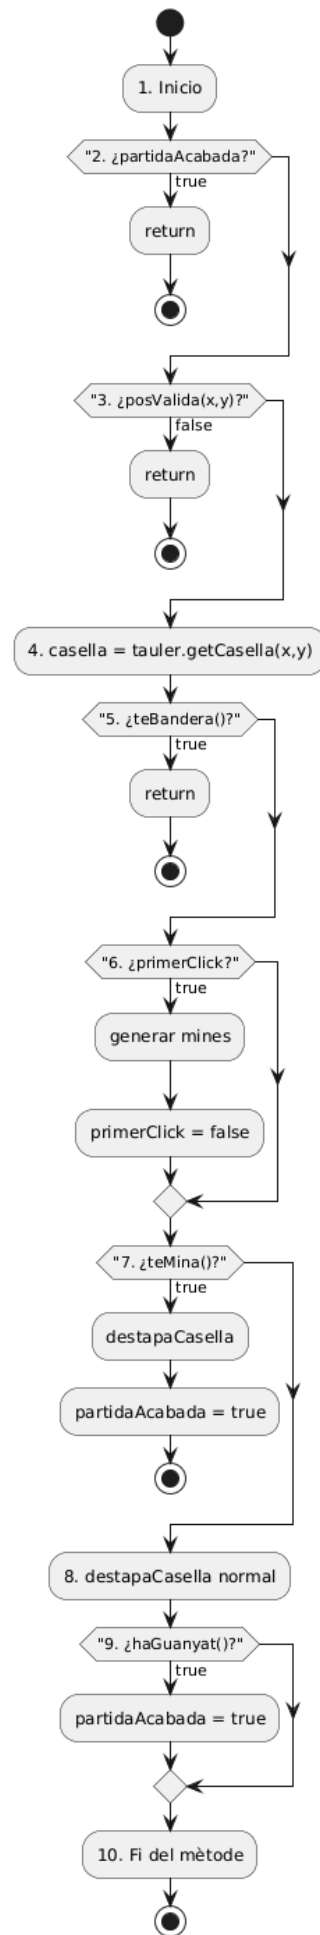 1. Inicio
"2. ¿partidaAcabada?"
true
return
"3. ¿posValida(x,y)?"
false
return
4. casella = tauler.getCasella(x,y)
"5. ¿teBandera()?"
true
return
"6. ¿primerClick?"
true
generar mines
primerClick = false
"7. ¿teMina()?"
true
destapaCasella
partidaAcabada = true
8. destapaCasella normal
"9. ¿haGuanyat()?"
true
partidaAcabada = true
10. Fi del mètode